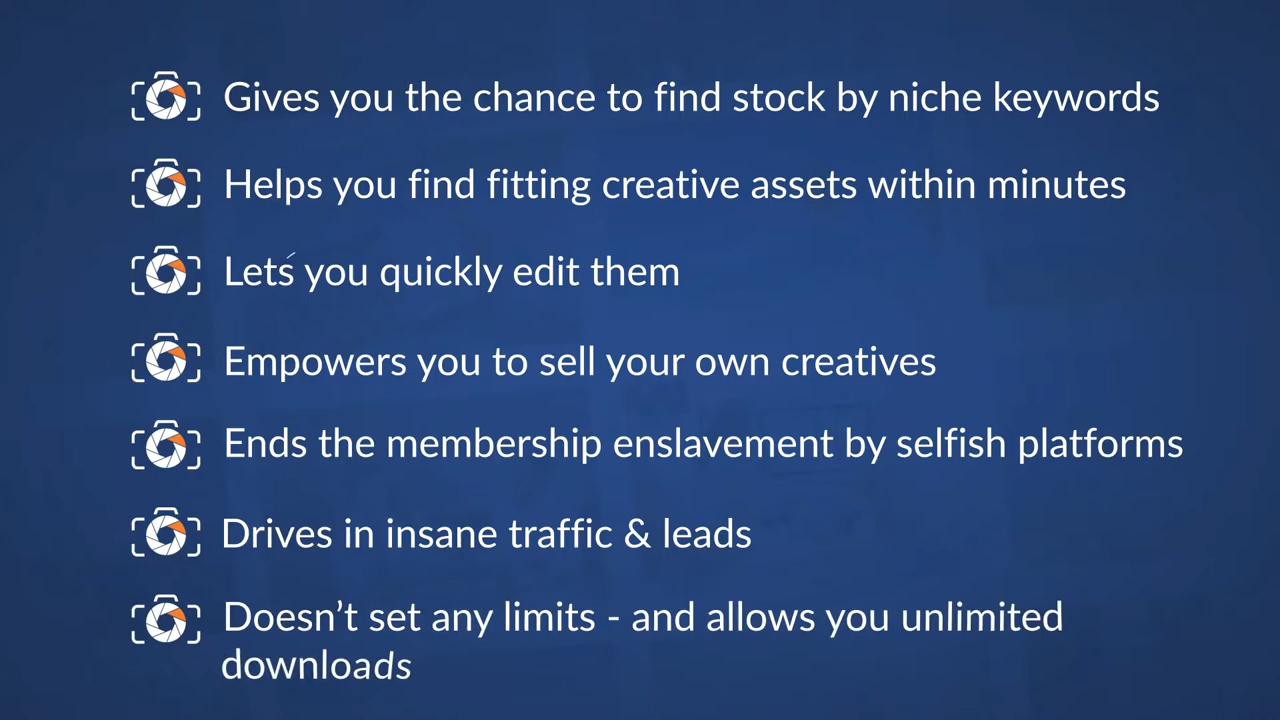 Gives you the chance to find stock by niche keywords
Helps you find fitting creative assets within minutes
Lets´ you quickly edit them
Empowers you to sell your own creatives
Ends the membership enslavement by selfish platforms
Drives in insane traffic & leads
Doesn’t set any limits - and allows you unlimited
downloads